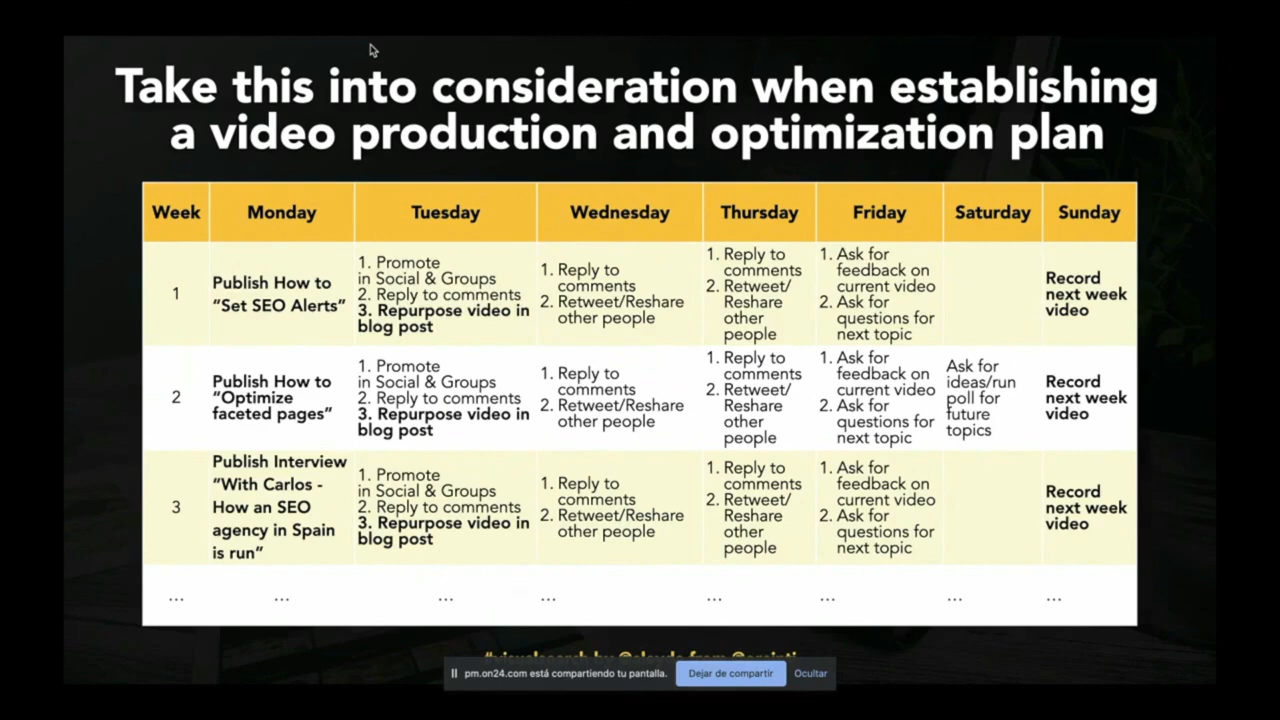 Take this into consideration when establishing
a video production and optimization plan
Week Monday Tuesday Wednesday Thursday Friday Saturday Sunday
1
Publish How to
“Set SEO Alerts”
1. Promote
in Social & Groups
2. Reply to comments
3. Repurpose video in
blog post
1. Reply to
comments
2. Retweet/Reshare
other people
1. Reply to
comments
2. Retweet/
Reshare
other
people
1. Ask for
feedback on
current video
2. Ask for
questions for
next topic
Record
next week
video
2
Publish How to
“Optimize
faceted pages”
1. Promote
in Social & Groups
2. Reply to comments
3. Repurpose video in
blog post
1. Reply to
comments
2. Retweet/Reshare
other people
1. Reply to
comments
2. Retweet/
Reshare
other
people
1. Ask for
feedback on
current video
2. Ask for
questions for
next topic
Ask for
ideas/run
poll for
future
topics
Record
next week
video
3
Publish Interview
“With Carlos -
How an SEO
agency in Spain
is run”
1. Promote
in Social & Groups
2. Reply to comments
3. Repurpose video in
blog post
1. Reply to
comments
2. Retweet/Reshare
other people
1. Reply to
comments
2. Retweet/
Reshare
other
people
1. Ask for
feedback on
current video
2. Ask for
questions for
next topic
Record
next week
video
... ... ... ... ... ... ... ...
pm.on24.com está compartiendo tu pantalla. Dejar de compartir Ocultar